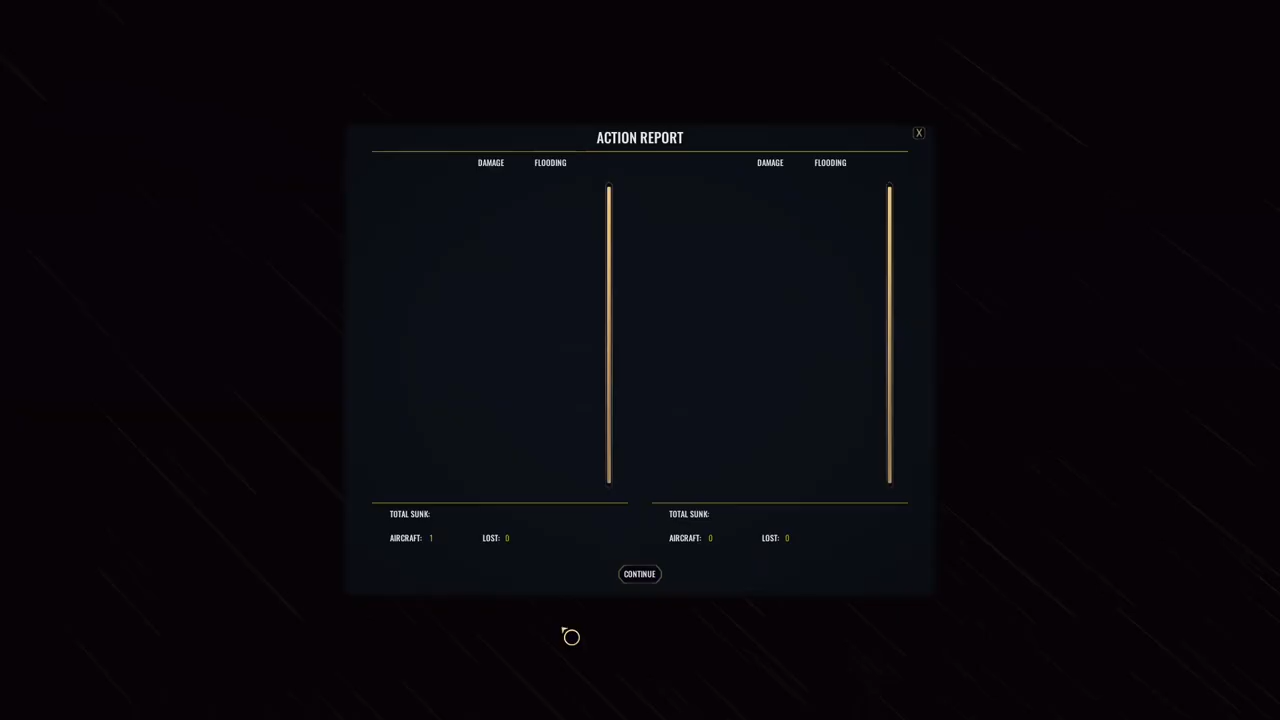 ACTION REPORT
X
DAMAGE FLOODING DAMAGE FLOODING
TOTAL SUNK: TOTAL SUNK:
AIRCRAFT: 1 LOST: 0 AIRCRAFT: 0 LOST: 0
CONTINUE